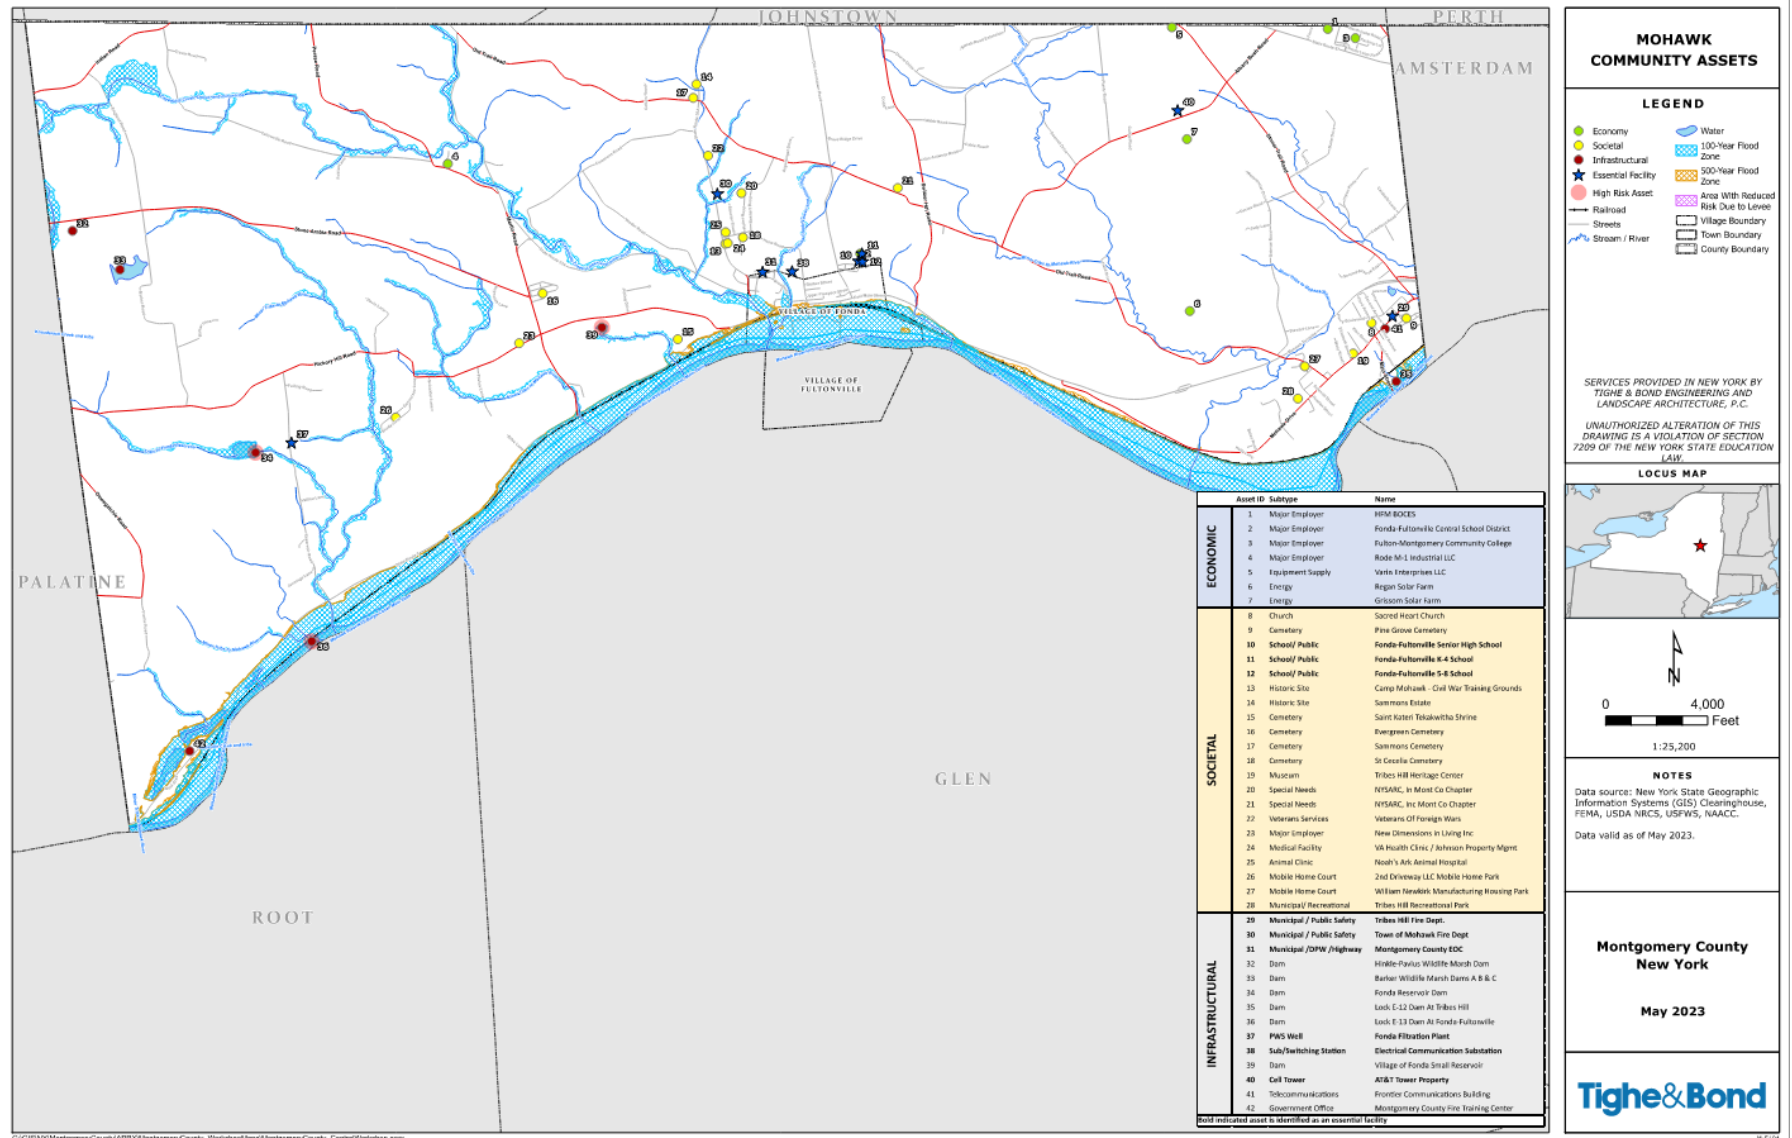 JOHNSTOWN
PERTH
AMSTERDAM
PALATINE
ROOT
GLEN
VILLAGE OF FONDA
VILLAGE OF
FULTONVILLE
Old Trail Road
Hickory Hill Road
MOHAWK
COMMUNITY ASSETS
LEGEND
Economy
Societal
Infrastructural
Essential Facility
High Risk Asset
Railroad
Streets
Stream / River
Water
100-Year Flood
Zone
500-Year Flood
Zone
Area With Reduced
Risk Due to Levee
Village Boundary
Town Boundary
County Boundary
SERVICES PROVIDED IN NEW YORK BY
TIGHE & BOND ENGINEERING AND
LANDSCAPE ARCHITECTURE, P.C.
UNAUTHORIZED ALTERATION OF THIS
DRAWING IS A VIOLATION OF SECTION
7209 OF THE NEW YORK STATE EDUCATION
LAW.
LOCUS MAP
N
0 4,000
Feet
1:25,200
NOTES
Data source: New York State Geographic
Information Systems (GIS) Clearinghouse,
FEMA, USDA NRCS, USFWS, NAACC.
Data valid as of May 2023.
Montgomery County
New York
May 2023
Tighe&Bond
Asset ID Subtype Name
ECONOMIC
1 Major Employer HFM BOCES
2 Major Employer Fonda-Fultonville Central School District
3 Major Employer Fulton-Montgomery Community College
4 Major Employer Rode M-1 Industrial LLC
5 Equipment Supply Varin Enterprises LLC
6 Energy Regan Solar Farm
7 Energy Grissom Solar Farm
SOCIETAL
8 Church Sacred Heart Church
9 Cemetery Pine Grove Cemetery
10 School/ Public Fonda-Fultonville Senior High School
11 School/ Public Fonda-Fultonville K-4 School
12 School/ Public Fonda-Fultonville 5-8 School
13 Historic Site Camp Mohawk - Civil War Training Grounds
14 Historic Site Sammons Estate
15 Cemetery Saint Kateri Tekakwitha Shrine
16 Cemetery Evergreen Cemetery
17 Cemetery Sammons Cemetery
18 Cemetery St Cecelia Cemetery
19 Museum Tribes Hill Heritage Center
20 Special Needs NYSARC, In Mont Co Chapter
21 Special Needs NYSARC, Inc Mont Co Chapter
22 Veterans Services Veterans Of Foreign Wars
23 Major Employer New Dimensions in Living Inc
24 Medical Facility VA Health Clinic / Johnson Property Mgmt
25 Animal Clinic Noah's Ark Animal Hospital
26 Mobile Home Court 2nd Driveway LLC Mobile Home Park
27 Mobile Home Court William Newkirk Manufacturing Housing Park
28 Municipal/ Recreational Tribes Hill Recreational Park
INFRASTRUCTURAL
29 Municipal / Public Safety Tribes Hill Fire Dept.
30 Municipal / Public Safety Town of Mohawk Fire Dept
31 Municipal /DPW /Highway Montgomery County EOC
32 Dam Hinkle-Pavlus Wildlife Marsh Dam
33 Dam Barker Wildlife Marsh Dams A B & C
34 Dam Fonda Reservoir Dam
35 Dam Lock E-12 Dam At Tribes Hill
36 Dam Lock E-13 Dam At Fonda-Fultonville
37 PWS Well Fonda Filtration Plant
38 Sub/Switching Station Electrical Communication Substation
39 Dam Village of Fonda Small Reservoir
40 Cell Tower AT&T Tower Property
41 Telecommunications Frontier Communications Building
42 Government Office Montgomery County Fire Training Center
Bold indicated asset is identified as an essential facility